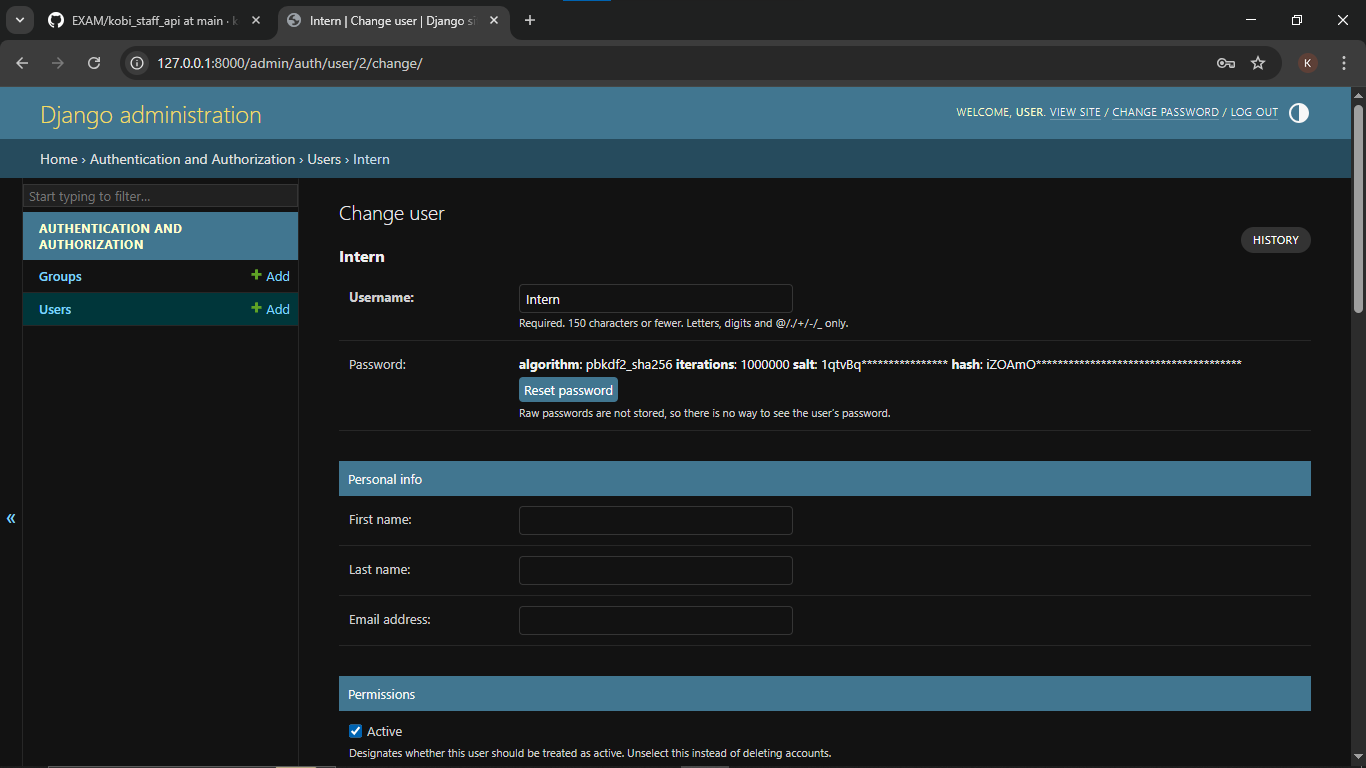 EXAM/kobi_staff_api at main · k
Intern | Change user | Django si
127.0.0.1:8000/admin/auth/user/2/change/
K
Django administration
WELCOME, USER. VIEW SITE / CHANGE PASSWORD / LOG OUT
Home › Authentication and Authorization › Users › Intern
Start typing to filter...
AUTHENTICATION AND
AUTHORIZATION
Groups + Add
Users + Add
«
Change user
HISTORY
Intern
Username: Intern
Required. 150 characters or fewer. Letters, digits and @/./+/-/_ only.
Password: algorithm: pbkdf2_sha256 iterations: 1000000 salt: 1qtvBq**************** hash: iZOAmO**************************************
Reset password
Raw passwords are not stored, so there is no way to see the user's password.
Personal info
First name:
Last name:
Email address:
Permissions
Active
Designates whether this user should be treated as active. Unselect this instead of deleting accounts.